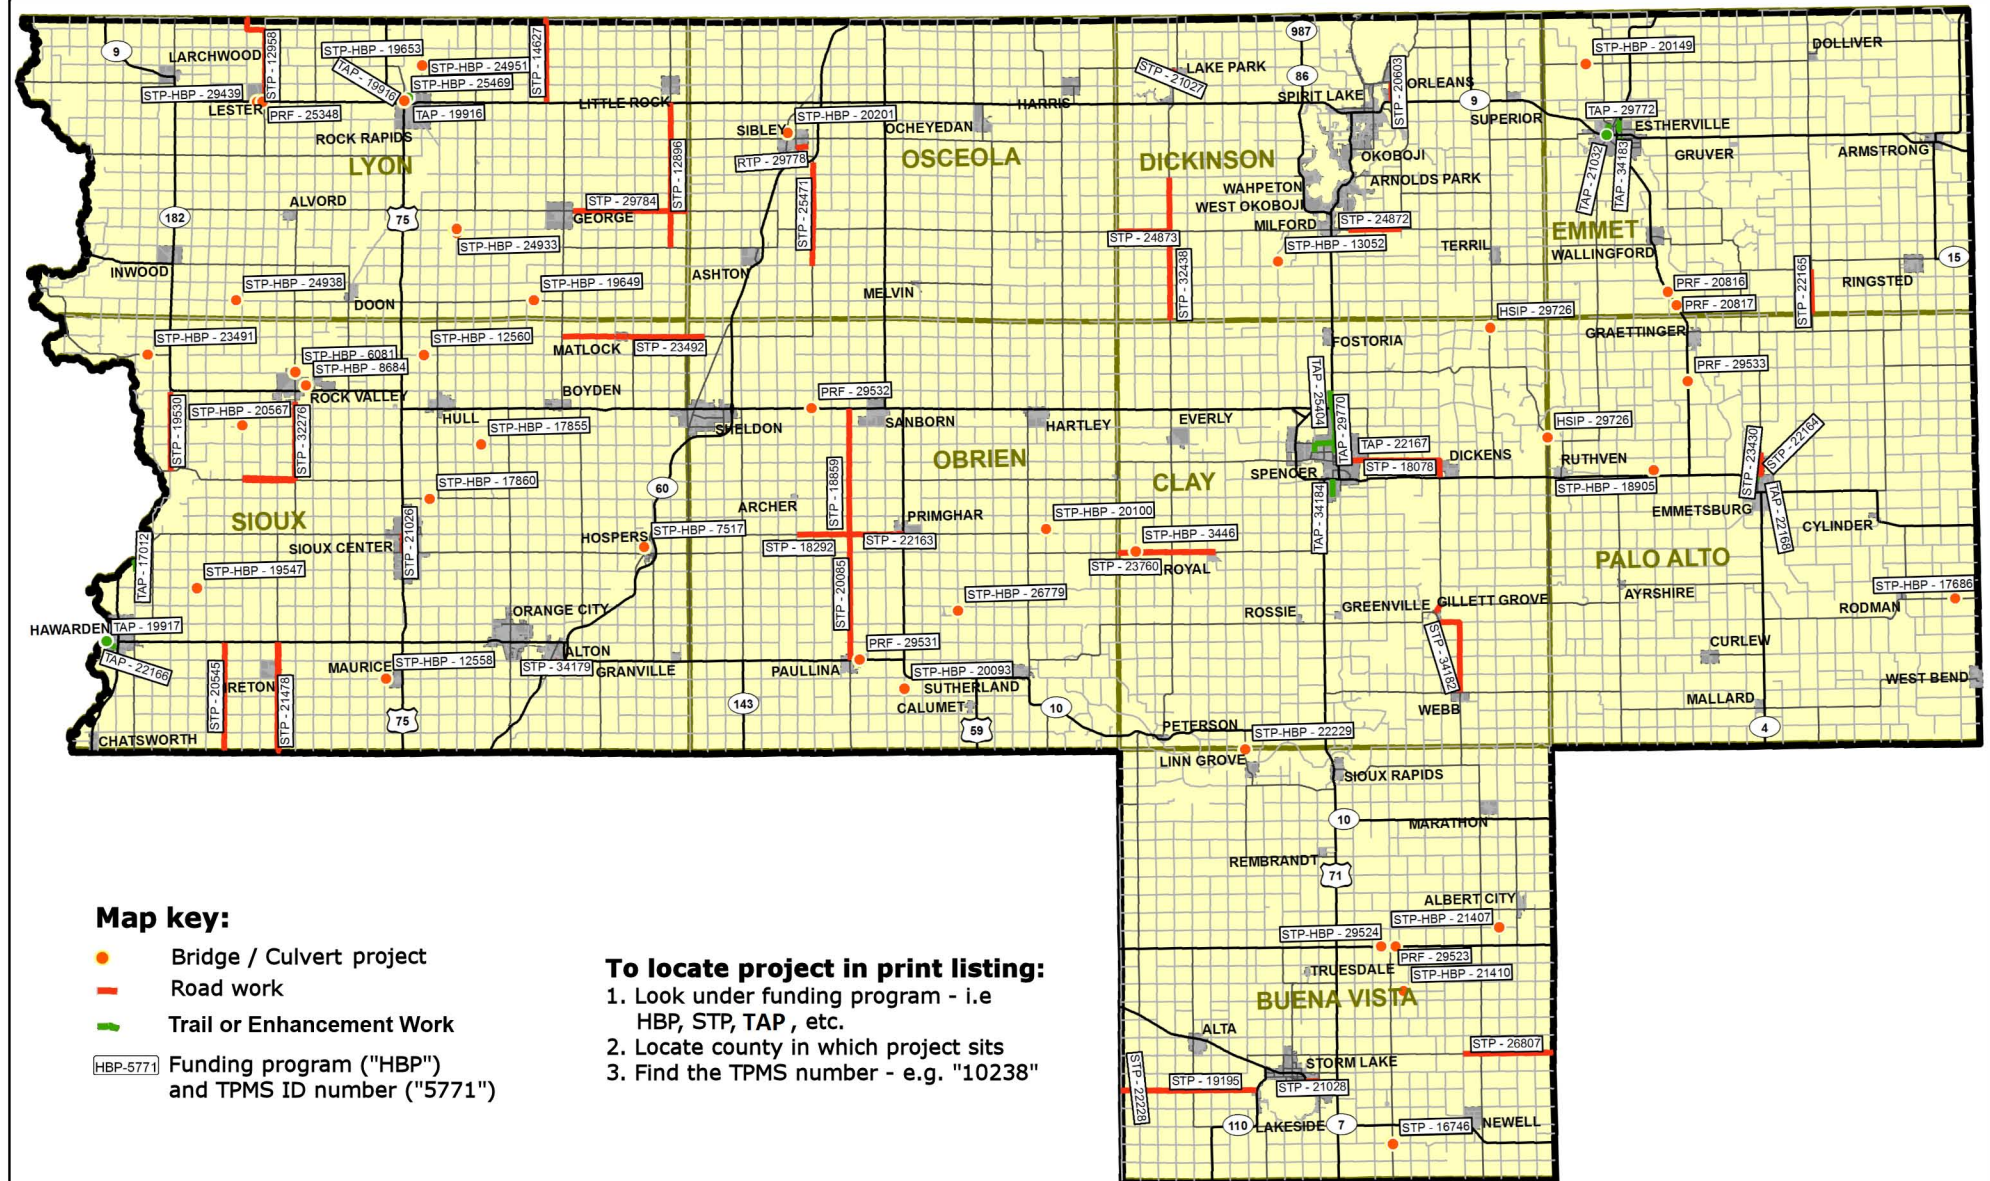 987
9
LARCHWOOD
STP - 12958
STP-HBP - 19653
TAP - 19916
STP-HBP - 24951
STP-HBP - 25469
STP - 14627
STP-HBP - 29439
LESTER
PRF - 25348
TAP - 19916
ROCK RAPIDS
LITTLE ROCK
LYON
STP - 12896
ALVORD
182
75
STP - 29784
GEORGE
STP-HBP - 24933
INWOOD
STP-HBP - 24938
DOON
STP-HBP - 19649
SIBLEY
STP-HBP - 20201
RTP - 29778
STP - 25471
OCHEYEDAN
HARRIS
OSCEOLA
ASHTON
MELVIN
STP - 21027
LAKE PARK
86
SPIRIT LAKE
STP - 20603
ORLEANS
9
SUPERIOR
DICKINSON
OKOBOJI
WAHPETON
ARNOLDS PARK
WEST OKOBOJI
MILFORD
STP - 24872
STP - 24873
STP-HBP - 13052
STP - 32438
TERRIL
STP-HBP - 20149
DOLLIVER
TAP - 29772
ESTHERVILLE
GRUVER
ARMSTRONG
TAP - 21032
TAP - 34183
EMMET
WALLINGFORD
15
PRF - 20816
PRF - 20817
STP - 22165
RINGSTED
STP-HBP - 23491
STP-HBP - 6081
STP-HBP - 8684
STP-HBP - 12560
MATLOCK
STP - 23492
ROCK VALLEY
BOYDEN
HULL
STP - 19530
STP-HBP - 20567
STP - 32276
STP-HBP - 17855
STP-HBP - 17860
SHELDON
60
SIOUX
SIOUX CENTER
STP - 21026
HOSPERS
STP-HBP - 7517
TAP - 17012
STP-HBP - 19547
ORANGE CITY
HAWARDEN
TAP - 19917
TAP - 22166
STP - 20545
IRETON
STP - 21478
MAURICE
STP-HBP - 12558
ALTON
STP - 34179
GRANVILLE
75
143
CHATSWORTH
PRF - 29532
SANBORN
HARTLEY
OBRIEN
STP - 18859
ARCHER
PRIMGHAR
STP - 18292
STP - 22163
STP-HBP - 20100
STP - 20085
STP-HBP - 26779
PRF - 29531
PAULLINA
STP-HBP - 20093
SUTHERLAND
CALUMET
59
10
HSIP - 29726
FOSTORIA
TAP - 25404
TAP - 29770
EVERLY
CLAY
SPENCER
TAP - 22167
STP - 18078
DICKENS
TAP - 34184
STP-HBP - 3446
STP - 23760
ROYAL
ROSSIE
GREENVILLE
GILLETT GROVE
STP - 34182
WEBB
PETERSON
STP-HBP - 22229
GRAETTINGER
PRF - 29533
HSIP - 29726
RUTHVEN
STP-HBP - 18905
STP - 23430
STP - 22164
EMMETSBURG
TAP - 22168
CYLINDER
PALO ALTO
AYRSHIRE
STP-HBP - 17686
RODMAN
CURLEW
WEST BEND
MALLARD
4
LINN GROVE
SIOUX RAPIDS
10
MARATHON
REMBRANDT
71
ALBERT CITY
STP-HBP - 21407
STP-HBP - 29524
PRF - 29523
TRUESDALE
STP-HBP - 21410
BUENA VISTA
ALTA
STORM LAKE
STP - 26807
STP - 22228
STP - 19195
STP - 21028
110
LAKESIDE
7
STP - 16746
NEWELL
Map key:
Bridge / Culvert project
Road work
Trail or Enhancement Work
HBP-5771
Funding program ("HBP")
and TPMS ID number ("5771")
To locate project in print listing:
1. Look under funding program - i.e
HBP, STP, TAP , etc.
2. Locate county in which project sits
3. Find the TPMS number - e.g. "10238"